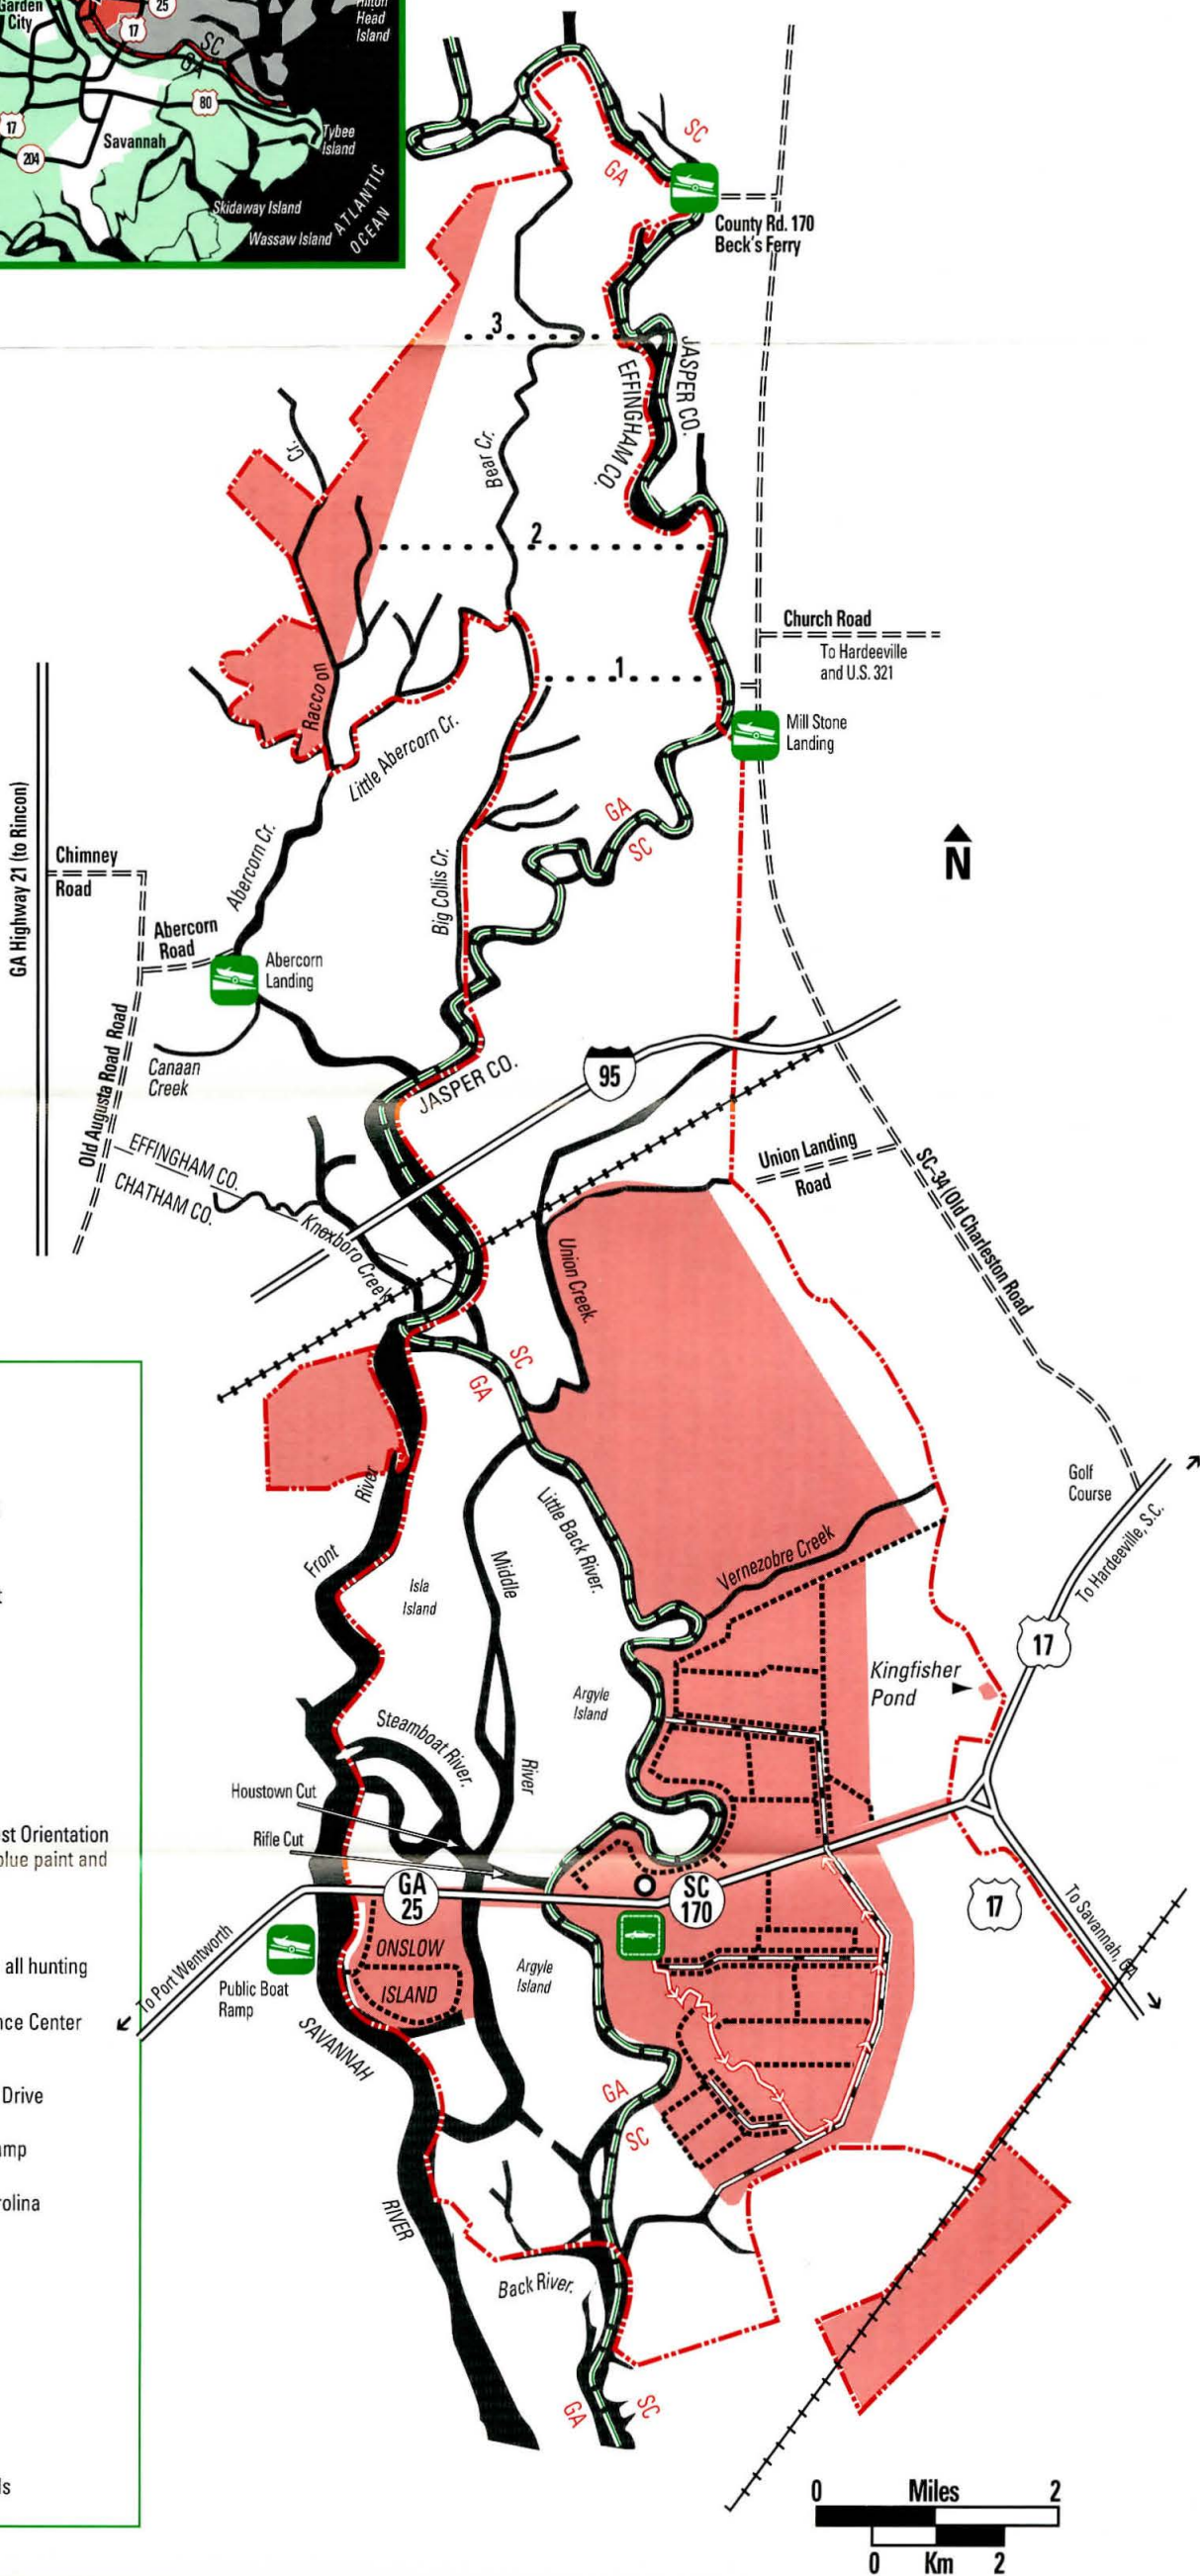 Garden
City
25
17
SC
GA
Hilton
Head
Island
80
17
204
Savannah
Tybee
Island
Skidaway Island
Wassaw Island
ATLANTIC
OCEAN
SC
GA
County Rd. 170
Beck's Ferry
3
JASPER CO.
EFFINGHAM CO.
Cr.
Bear Cr.
2
Church Road
To Hardeeville
and U.S. 321
1
Raccoon
Mill Stone
Landing
Little Abercorn Cr.
GA
SC
N
GA Highway 21 (to Rincon)
Chimney
Road
Abercorn Cr.
Big Collis Cr.
Abercorn
Road
Abercorn
Landing
Old Augusta Road Road
Canaan
Creek
JASPER CO.
95
EFFINGHAM CO.
CHATHAM CO.
Knoxboro Creek
Union Landing
Road
SC-34 (Old Charleston Road
Union Creek.
SC
GA
River
Front
Little Back River.
Golf
Course
To Hardeeville, S.C.
Isla
Island
Middle
Vernezobre Creek
17
Kingfisher
Pond
Argyle
Island
Steamboat River.
River
Houstown Cut
Rifle Cut
st Orientation
blue paint and
GA
25
SC
170
17
To Savannah, GA
ONSLOW
ISLAND
Argyle
Island
all hunting
To Port Wentworth
Public Boat
Ramp
nce Center
SAVANNAH
Drive
GA
SC
amp
rolina
RIVER
Back River.
GA
SC
ls
0 Miles 2
0 Km 2